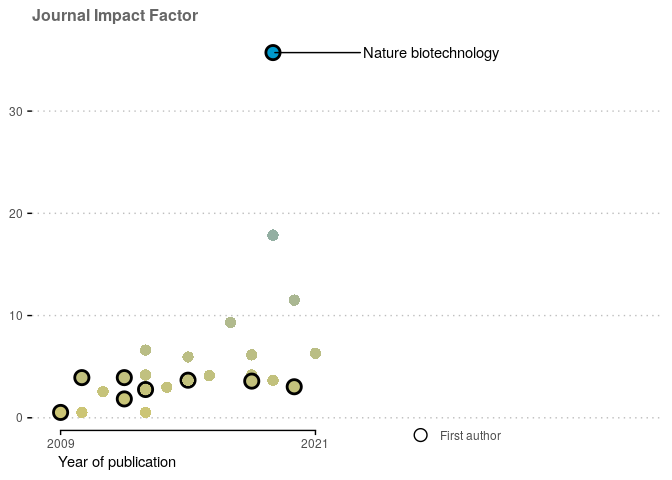 Journal Impact Factor
Nature biotechnology
30
20
10
0
2009
2021
First author
Year of publication